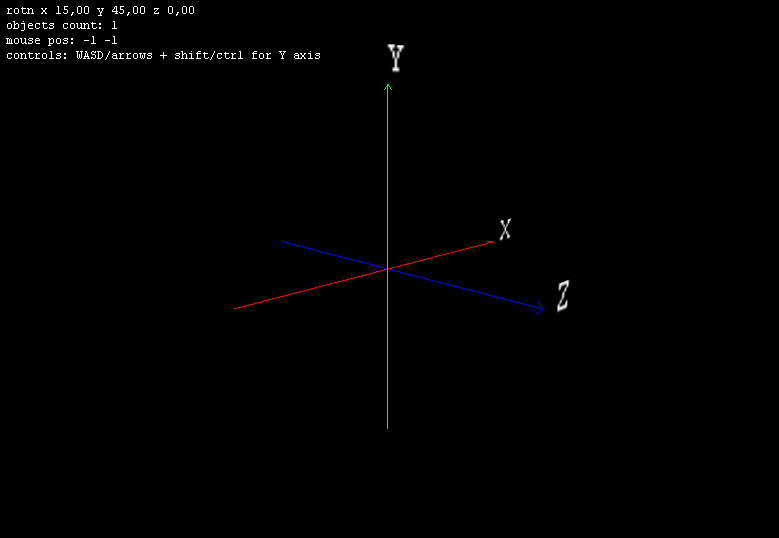 rotn x 15,00 y 45,00 z 0,00
objects count: 1
mouse pos: -1 -1
controls: WASD/arrows + shift/ctrl for Y axis
Y
X
Z